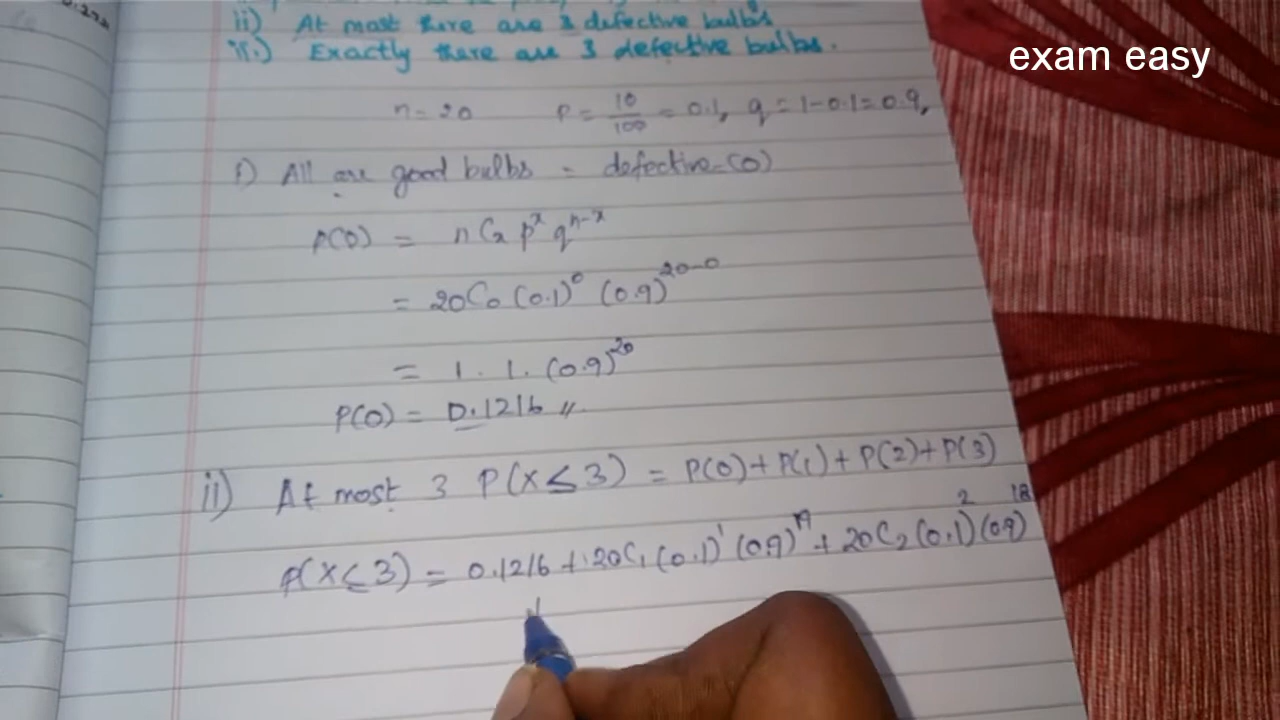 exam easy
ii) At most there are 3 defective bulbs
iii.) Exactly there are 3 defective bulbs.
n = 20 P = 10/100 = 0.1, q = 1-0.1 = 0.9,
i) All are good bulbs - defective-(0)
P(0) = nCx p^x q^n-x
= 20C0 (0.1)^0 (0.9)^20-0
= 1 . 1 . (0.9)^20
P(0) = 0.1216 //.
ii) At most 3 P(X≤3) = P(0)+P(1)+P(2)+P(3)
P(X≤3) = 0.1216 + 20C1 (0.1)^1 (0.9)^19 + 20C2 (0.1)^2 (0.9)^18